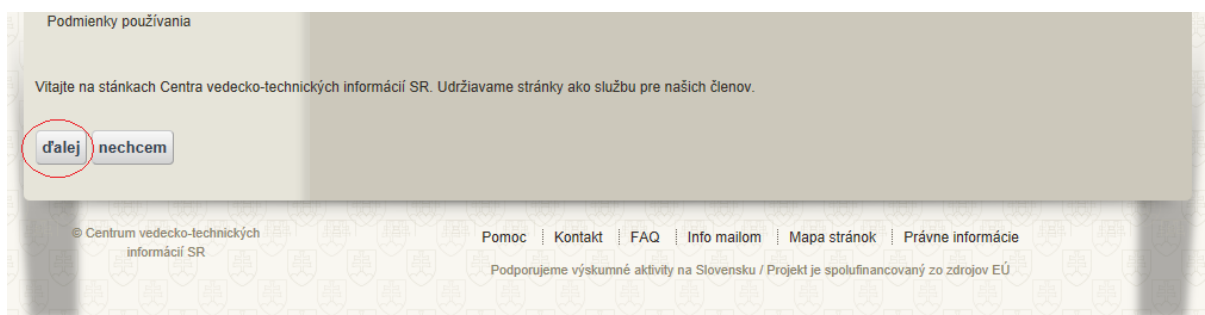 Podmienky používania
Vitajte na stánkach Centra vedecko-technických informácií SR. Udržiavame stránky ako službu pre našich členov.
ďalej nechcem
© Centrum vedecko-technických
informácií SR
Pomoc Kontakt FAQ Info mailom Mapa stránok Právne informácie
Podporujeme výskumné aktivity na Slovensku / Projekt je spolufinancovaný zo zdrojov EÚ